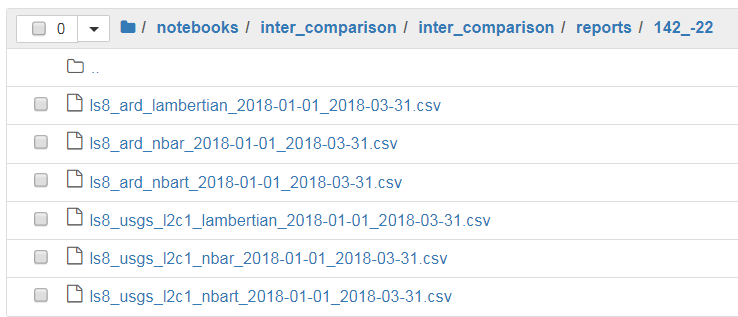 0 / notebooks / inter_comparison / inter_comparison / reports / 142_-22
..
ls8_ard_lambertian_2018-01-01_2018-03-31.csv
ls8_ard_nbar_2018-01-01_2018-03-31.csv
ls8_ard_nbart_2018-01-01_2018-03-31.csv
ls8_usgs_l2c1_lambertian_2018-01-01_2018-03-31.csv
ls8_usgs_l2c1_nbar_2018-01-01_2018-03-31.csv
ls8_usgs_l2c1_nbart_2018-01-01_2018-03-31.csv